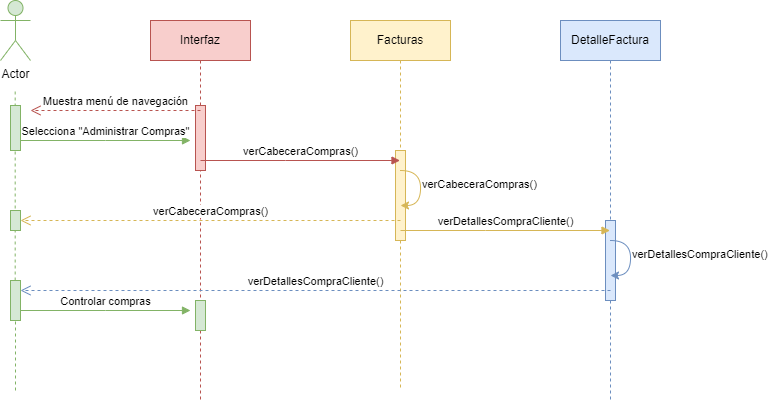 Interfaz
Facturas
DetalleFactura
Actor
Muestra menú de navegación
Selecciona "Administrar Compras"
verCabeceraCompras()
verCabeceraCompras()
verCabeceraCompras()
verDetallesCompraCliente()
verDetallesCompraCliente()
verDetallesCompraCliente()
Controlar compras